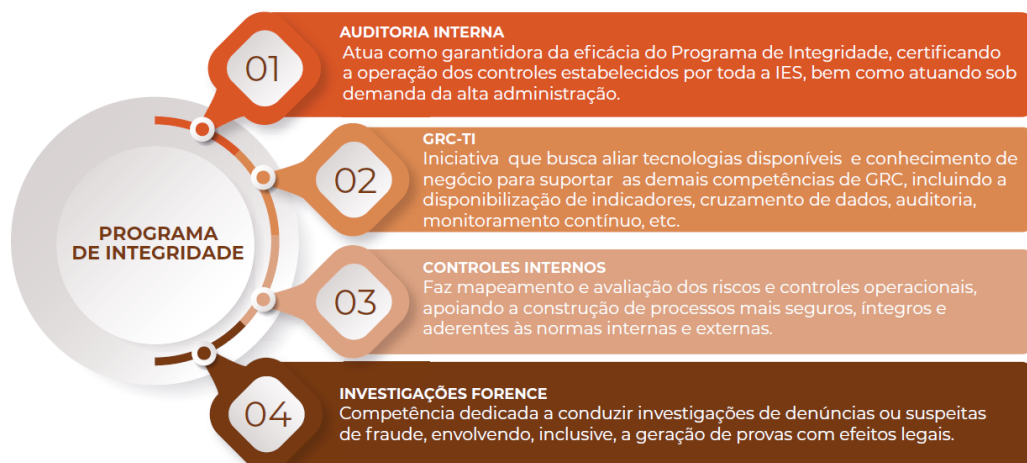 PROGRAMA
DE INTEGRIDADE
01
AUDITORIA INTERNA
Atua como garantidora da eficácia do Programa de Integridade, certificando
a operação dos controles estabelecidos por toda a IES, bem como atuando sob
demanda da alta administração.
02
GRC-TI
Iniciativa que busca aliar tecnologias disponíveis e conhecimento de
negócio para suportar as demais competências de GRC, incluindo a
disponibilização de indicadores, cruzamento de dados, auditoria,
monitoramento contínuo, etc.
03
CONTROLES INTERNOS
Faz mapeamento e avaliação dos riscos e controles operacionais,
apoiando a construção de processos mais seguros, íntegros e
aderentes às normas internas e externas.
04
INVESTIGAÇÕES FORENCE
Competência dedicada a conduzir investigações de denúncias ou suspeitas
de fraude, envolvendo, inclusive, a geração de provas com efeitos legais.